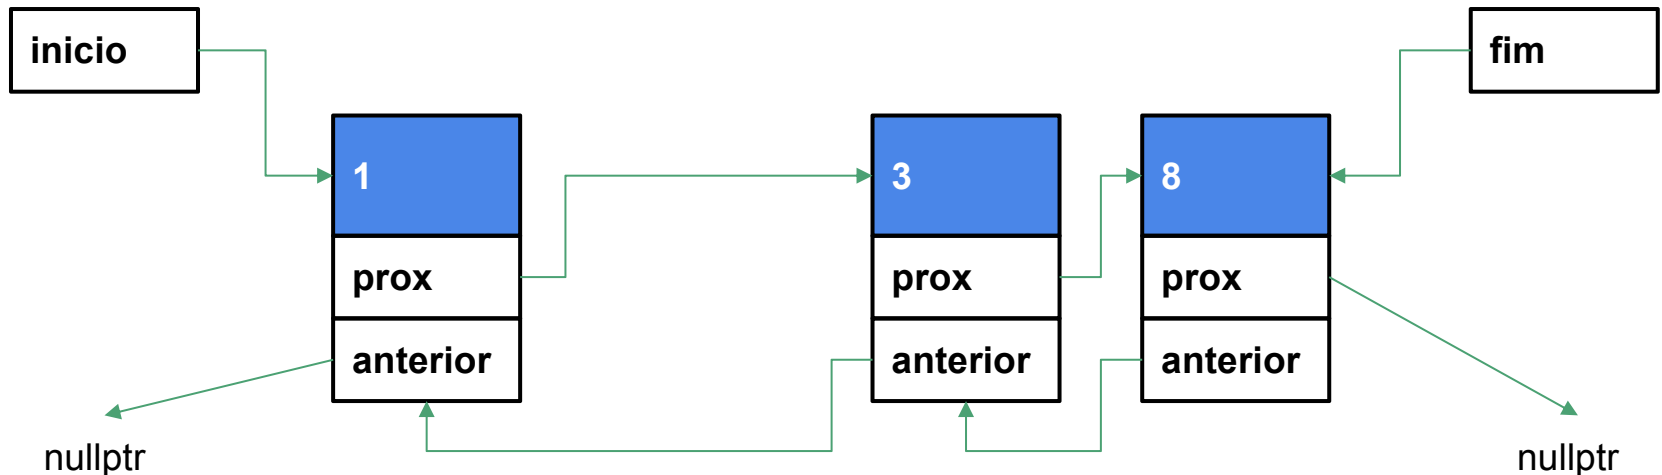 inicio
fim
1
3
8
prox
prox
prox
anterior
anterior
anterior
nullptr
nullptr